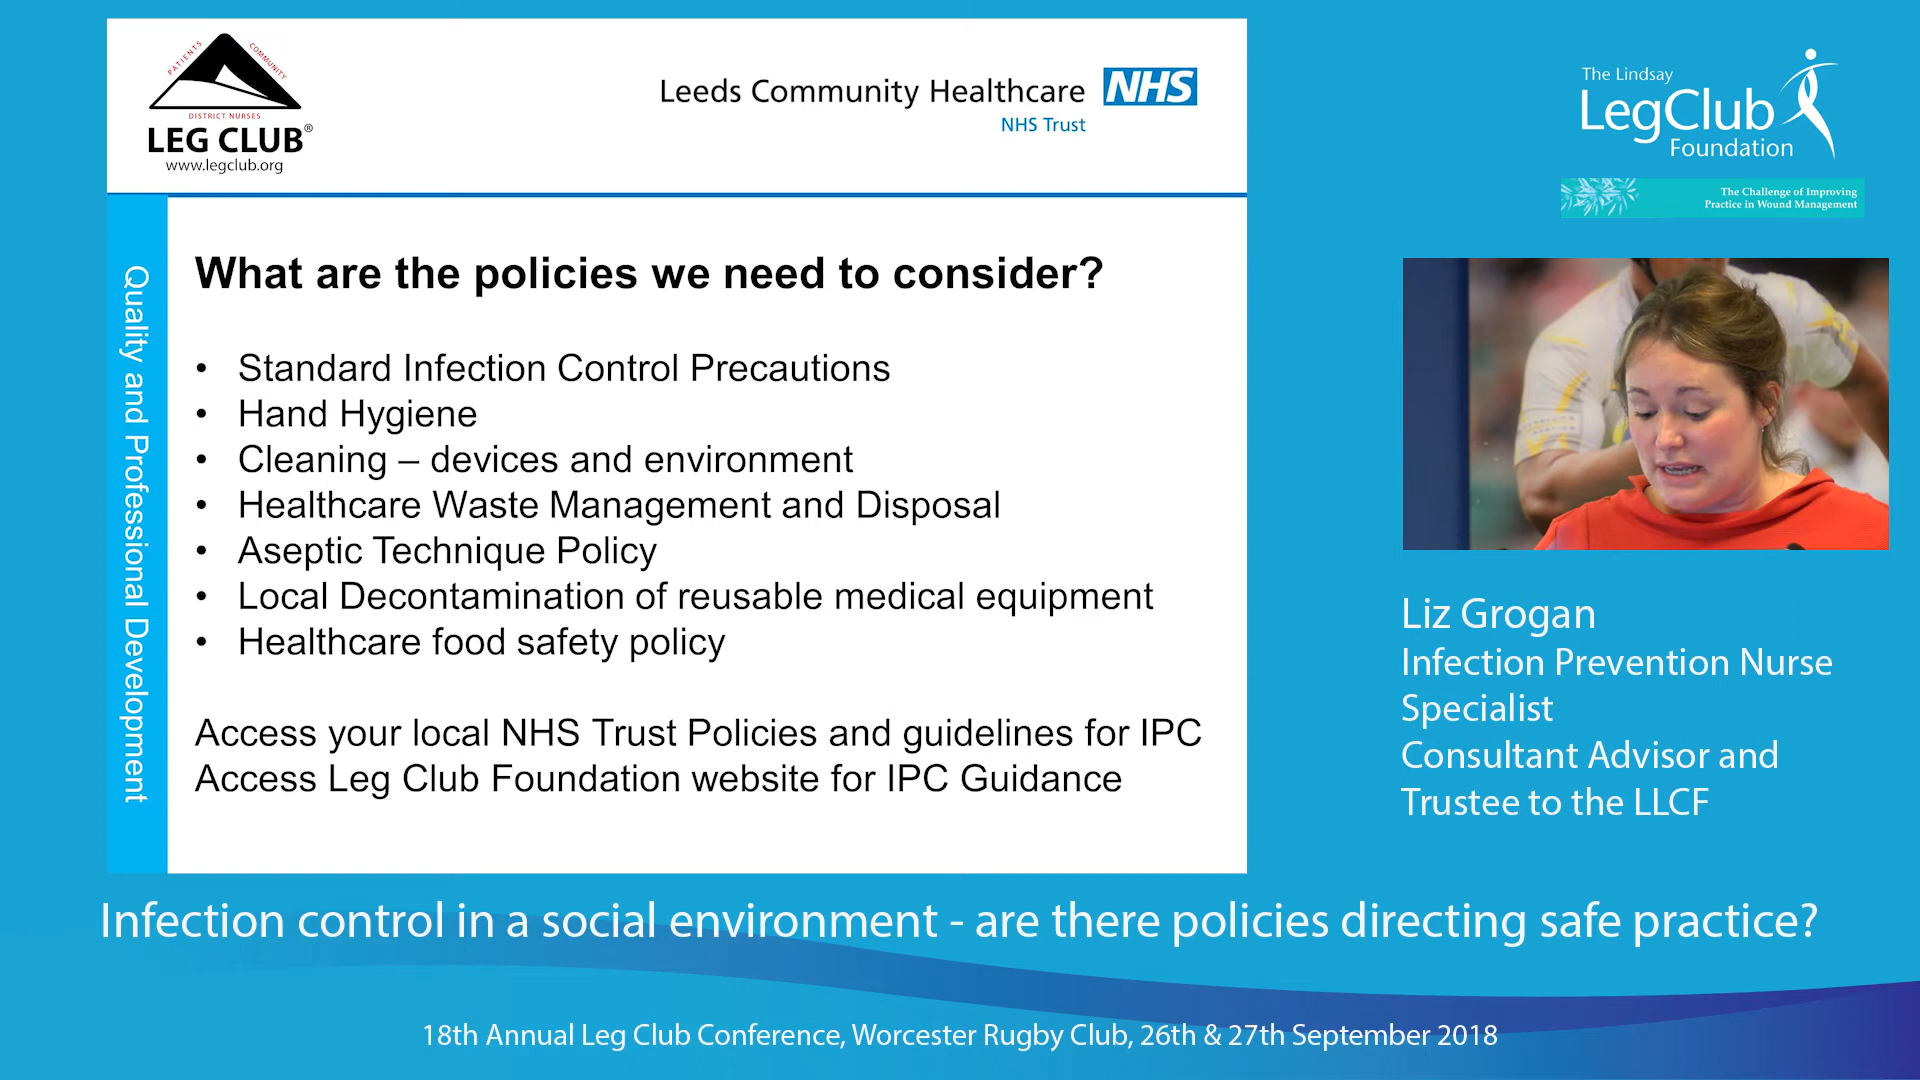 PATIENTS
COMMUNITY
DISTRICT NURSES
LEG CLUB®
www.legclub.org
Leeds Community Healthcare NHS
NHS Trust
Quality and Professional Development
What are the policies we need to consider?
• Standard Infection Control Precautions
• Hand Hygiene
• Cleaning – devices and environment
• Healthcare Waste Management and Disposal
• Aseptic Technique Policy
• Local Decontamination of reusable medical equipment
• Healthcare food safety policy
Access your local NHS Trust Policies and guidelines for IPC
Access Leg Club Foundation website for IPC Guidance
The Lindsay
LegClub
Foundation
The Challenge of Improving
Practice in Wound Management
Liz Grogan
Infection Prevention Nurse
Specialist
Consultant Advisor and
Trustee to the LLCF
Infection control in a social environment - are there policies directing safe practice?
18th Annual Leg Club Conference, Worcester Rugby Club, 26th & 27th September 2018